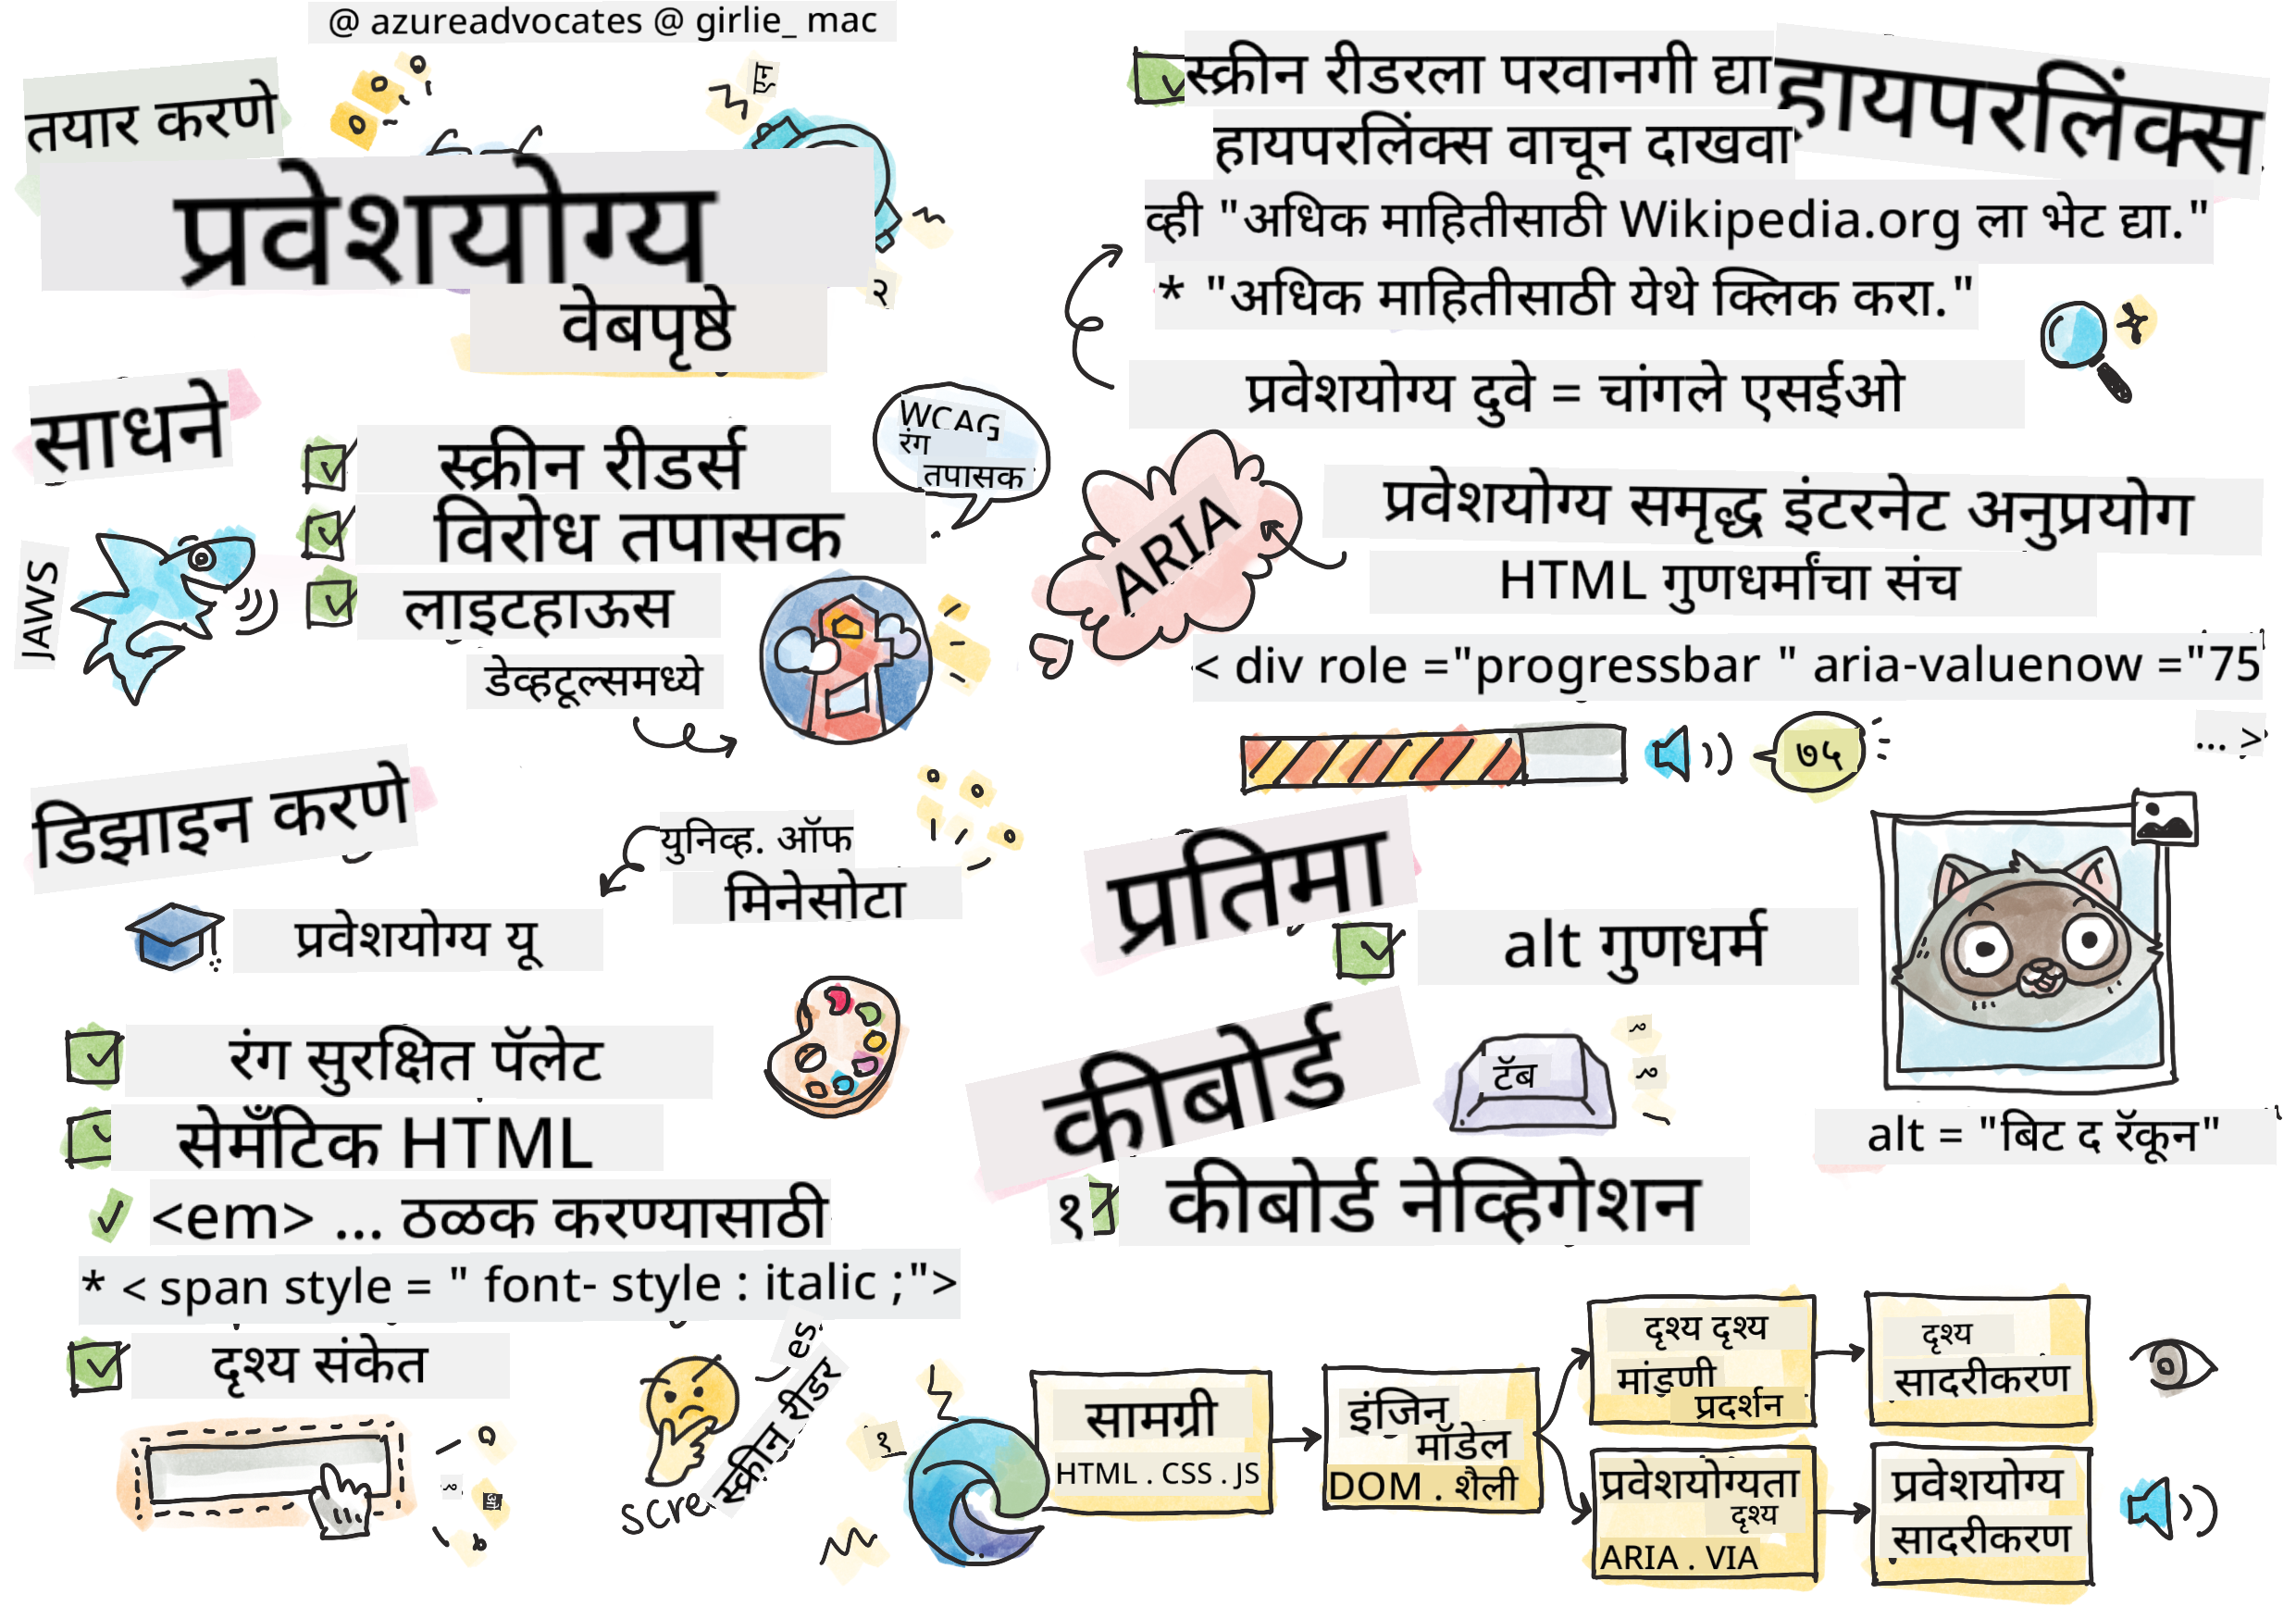 @ azureadvocates @ girlie_ mac
तयार करणे
प्रवेशयोग्य
वेबपृष्ठे
एन
२
साधने
स्क्रीन रीडर्स
विरोध तपासक
लाइटहाऊस
डेव्हटूल्समध्ये
WCAG
रंग
तपासक
JAWS
डिझाइन करणे
युनिव्ह. ऑफ
मिनेसोटा
प्रवेशयोग्य यू
रंग सुरक्षित पॅलेट
सेमँटिक HTML
<em> ... ठळक करण्यासाठी
* < span style = " font- style : italic ;">
दृश्य संकेत
es
स्क्रीन रीडर
scre
स्क्रीन रीडरला परवानगी द्या
हायपरलिंक्स वाचून दाखवा
हायपरलिंक्स
व्ही "अधिक माहितीसाठी Wikipedia.org ला भेट द्या."
* "अधिक माहितीसाठी येथे क्लिक करा."
प्रवेशयोग्य दुवे = चांगले एसईओ
ARIA
प्रवेशयोग्य समृद्ध इंटरनेट अनुप्रयोग
HTML गुणधर्मांचा संच
< div role ="progressbar " aria-valuenow ="75
... >
७५
प्रतिमा
alt गुणधर्म
alt = "बिट द रॅकून"
कीबोर्ड
टॅब
१
कीबोर्ड नेव्हिगेशन
१
सामग्री
HTML . CSS . JS
इंजिन
मॉडेल
DOM . शैली
दृश्य दृश्य
मांडणी
प्रदर्शन
दृश्य
सादरीकरण
प्रवेशयोग्यता
दृश्य
ARIA . VIA
प्रवेशयोग्य
सादरीकरण